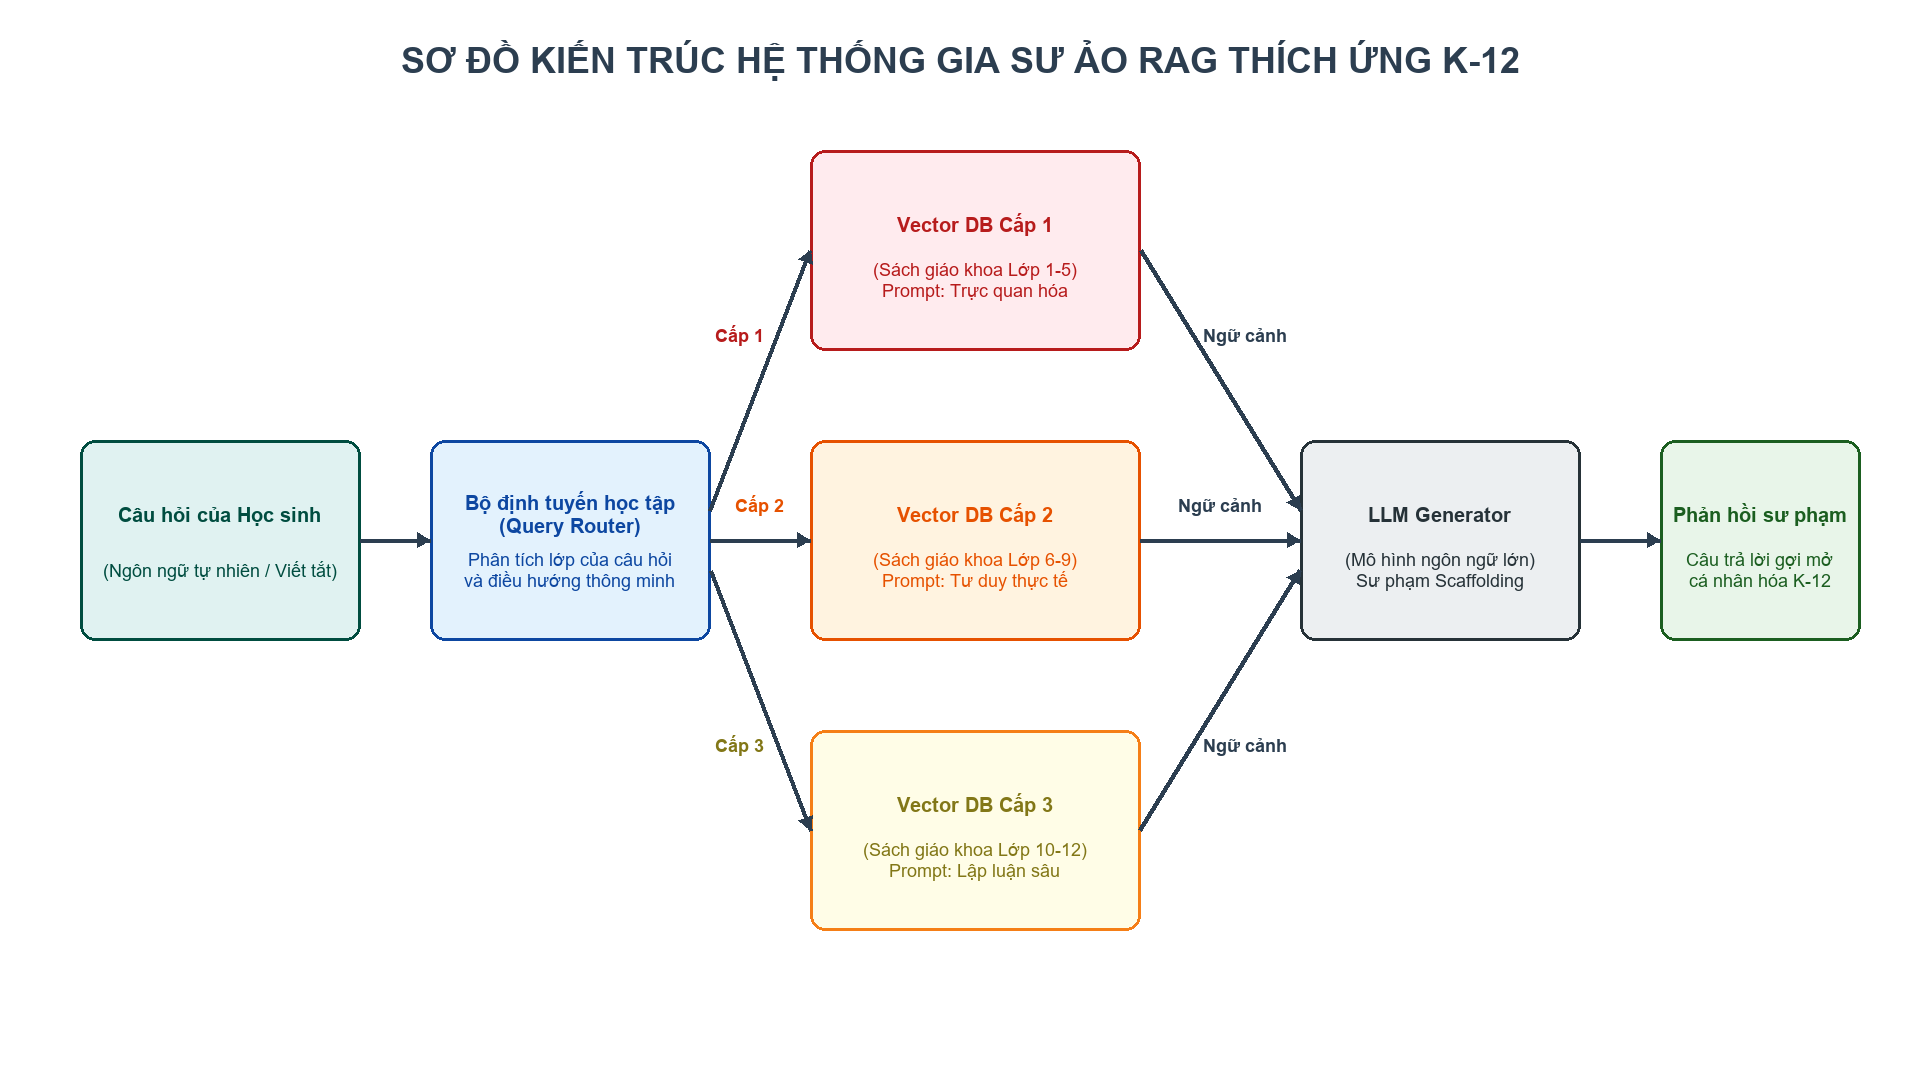 SƠ ĐỒ KIẾN TRÚC HỆ THỐNG GIA SƯ ẢO RAG THÍCH ỨNG K-12
Câu hỏi của Học sinh
(Ngôn ngữ tự nhiên / Viết tắt)
Bộ định tuyến học tập
(Query Router)
Phân tích lớp của câu hỏi
và điều hướng thông minh
Cấp 1
Cấp 2
Cấp 3
Vector DB Cấp 1
(Sách giáo khoa Lớp 1-5)
Prompt: Trực quan hóa
Vector DB Cấp 2
(Sách giáo khoa Lớp 6-9)
Prompt: Tư duy thực tế
Vector DB Cấp 3
(Sách giáo khoa Lớp 10-12)
Prompt: Lập luận sâu
Ngữ cảnh
Ngữ cảnh
Ngữ cảnh
LLM Generator
(Mô hình ngôn ngữ lớn)
Sư phạm Scaffolding
Phản hồi sư phạm
Câu trả lời gợi mở
cá nhân hóa K-12